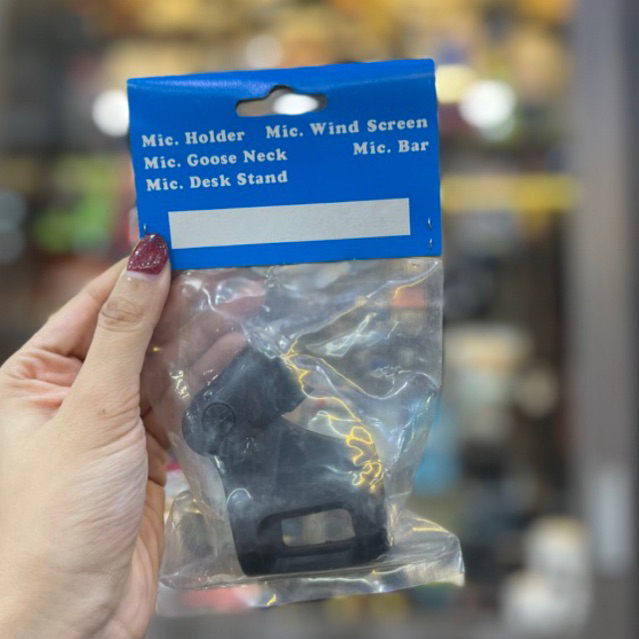 Mic. Holder Mic. Wind Screen
Mic. Goose Neck Mic. Bar
Mic. Desk Stand